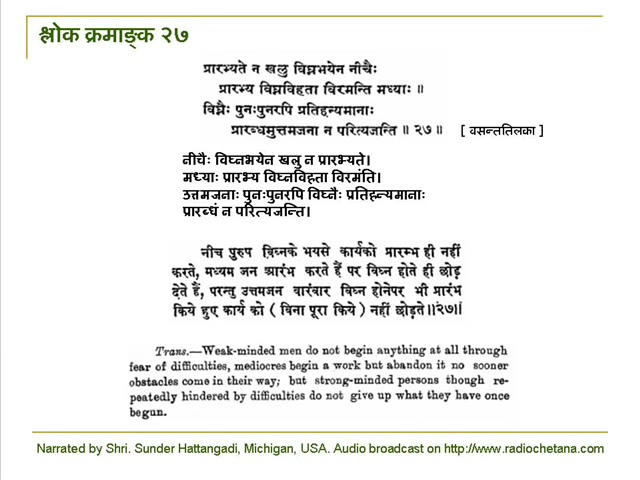 श्लोक क्रमाङ्क २७
प्रारभ्यते न खलु विघ्नभयेन नीचैः
प्रारभ्य विघ्नविहता विरमन्ति मध्याः ॥
विघ्नैः पुनःपुनरपि प्रतिहन्यमानाः
प्रारब्धमुत्तमजना न परित्यजन्ति ॥ २७ ॥ [ वसन्ततिलका ]
नीचैः विघ्नभयेन खलु न प्रारभ्यते।
मध्याः प्रारभ्य विघ्नविहता विरमंति।
उत्तमजनाः पुनःपुनरपि विघ्नैः प्रतिहन्यमानाः
प्रारब्धं न परित्यजन्ति।
नीच पुरुष विघ्नके भयसे कार्यको प्रारम्भ ही नहीं
करते, मध्यम जन आरंभ करते हैं पर विघ्न होते ही छोड़
देते हैं, परन्तु उत्तमजन वारंवार विघ्न होनेपर भी प्रारंभ
किये हुए कार्य को ( विना पूरा किये ) नहीं छोड़ते ॥२७॥
Trans.—Weak-minded men do not begin anything at all through
fear of difficulties, mediocres begin a work but abandon it no sooner
obstacles come in their way; but strong-minded persons though re-
peatedly hindered by difficulties do not give up what they have once
begun.
Narrated by Shri. Sunder Hattangadi, Michigan, USA. Audio broadcast on http://www.radiochetana.com